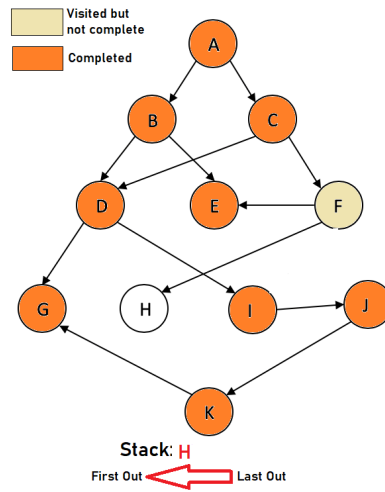 Visited but
not complete
Completed
A
B
C
D
E
F
G
H
I
J
K
Stack: H
First Out
Last Out